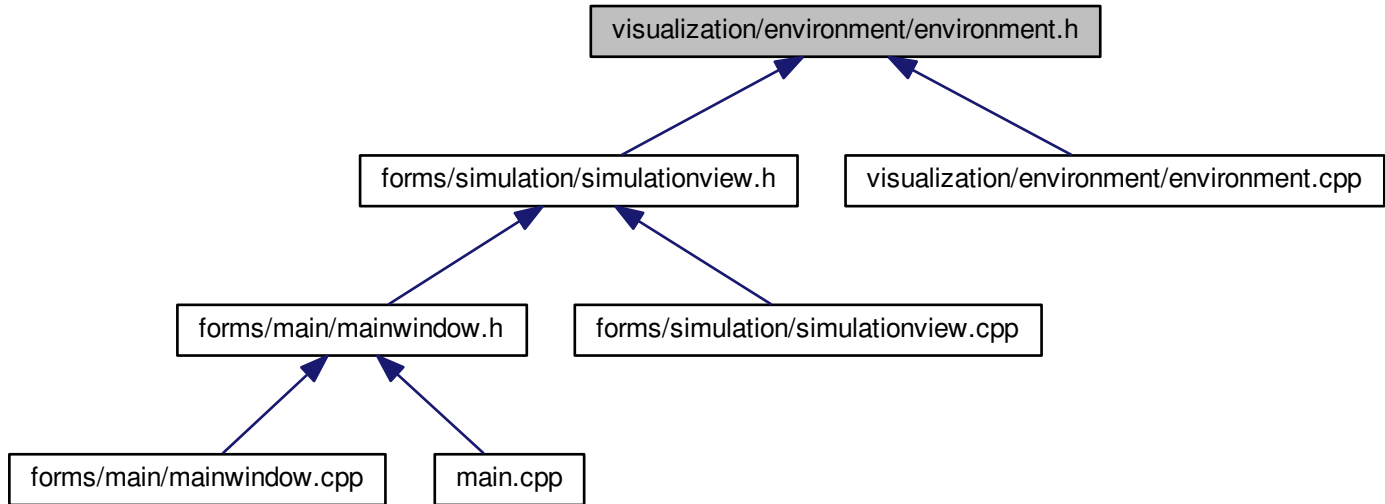 visualization/environment/environment.h
forms/simulation/simulationview.h
visualization/environment/environment.cpp
forms/main/mainwindow.h
forms/simulation/simulationview.cpp
forms/main/mainwindow.cpp
main.cpp